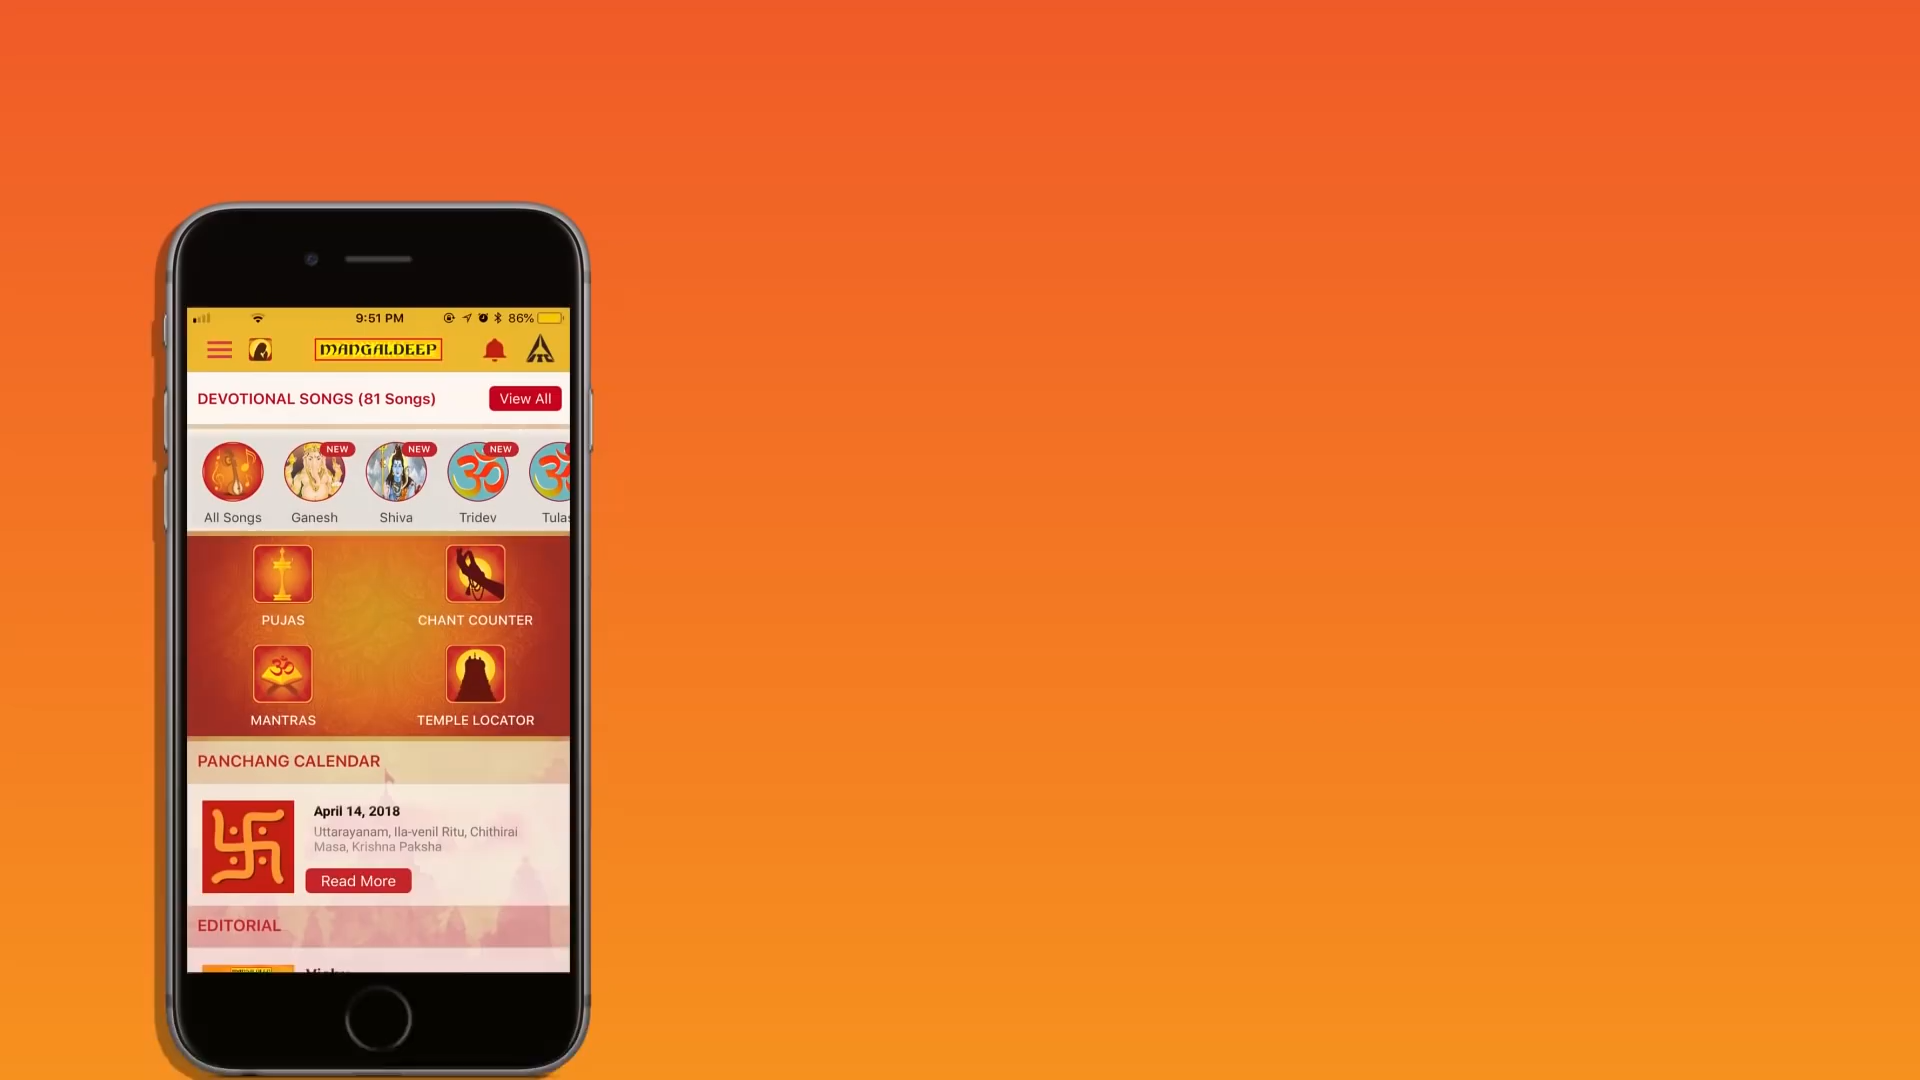 9:51 PM 86%
MANGALDEEP
DEVOTIONAL SONGS (81 Songs)
View All
NEW NEW NEW
All Songs Ganesh Shiva Tridev
PUJAS CHANT COUNTER
MANTRAS TEMPLE LOCATOR
PANCHANG CALENDAR
April 14, 2018
Uttarayanam, Ila-venil Ritu, Chithirai
Masa, Krishna Paksha
Read More
EDITORIAL